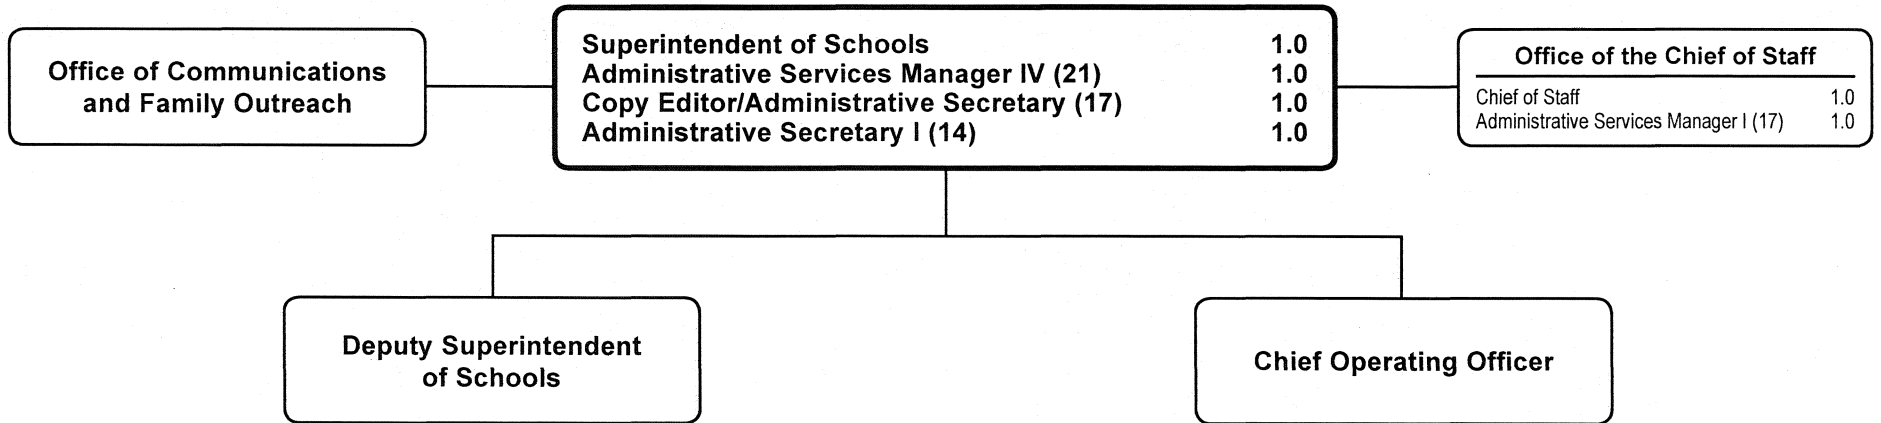 Office of Communications
and Family Outreach
Superintendent of Schools 1.0
Administrative Services Manager IV (21) 1.0
Copy Editor/Administrative Secretary (17) 1.0
Administrative Secretary I (14) 1.0
Office of the Chief of Staff
Chief of Staff 1.0
Administrative Services Manager I (17) 1.0
Deputy Superintendent
of Schools
Chief Operating Officer